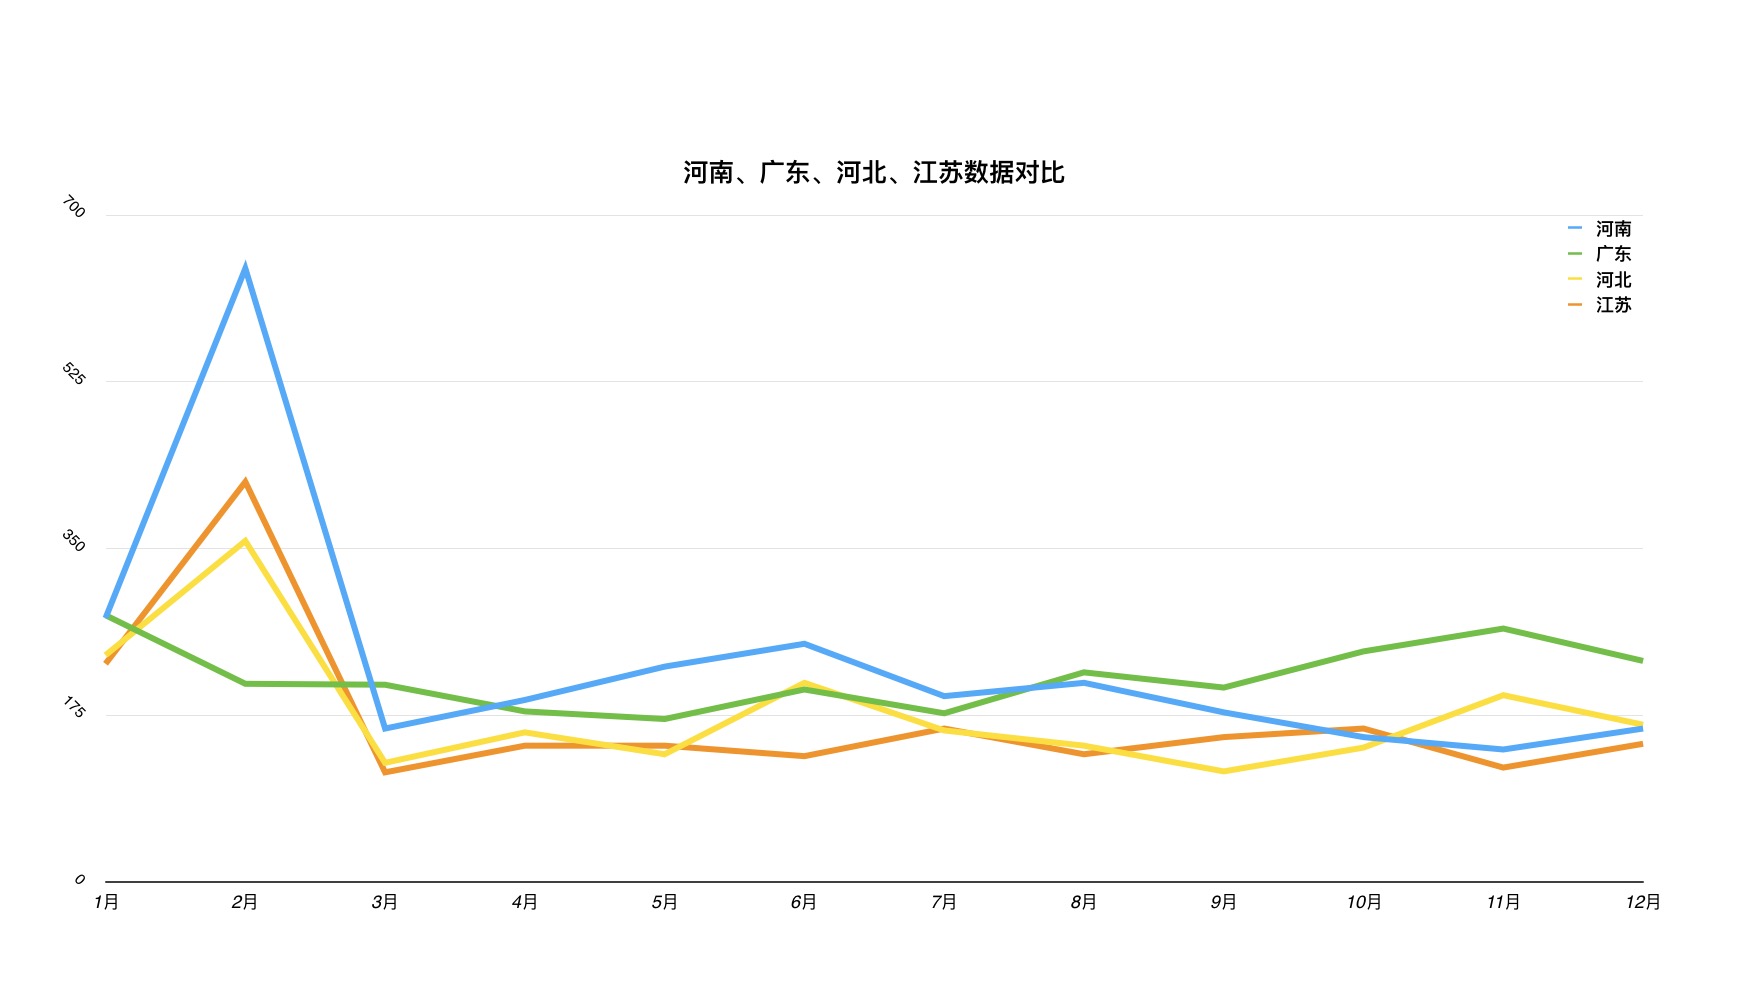 河南、广东、河北、江苏数据对比
700
河南
广东
河北
江苏
525
350
175
0
1月 2月 3月 4月 5月 6月 7月 8月 9月 10月 11月 12月